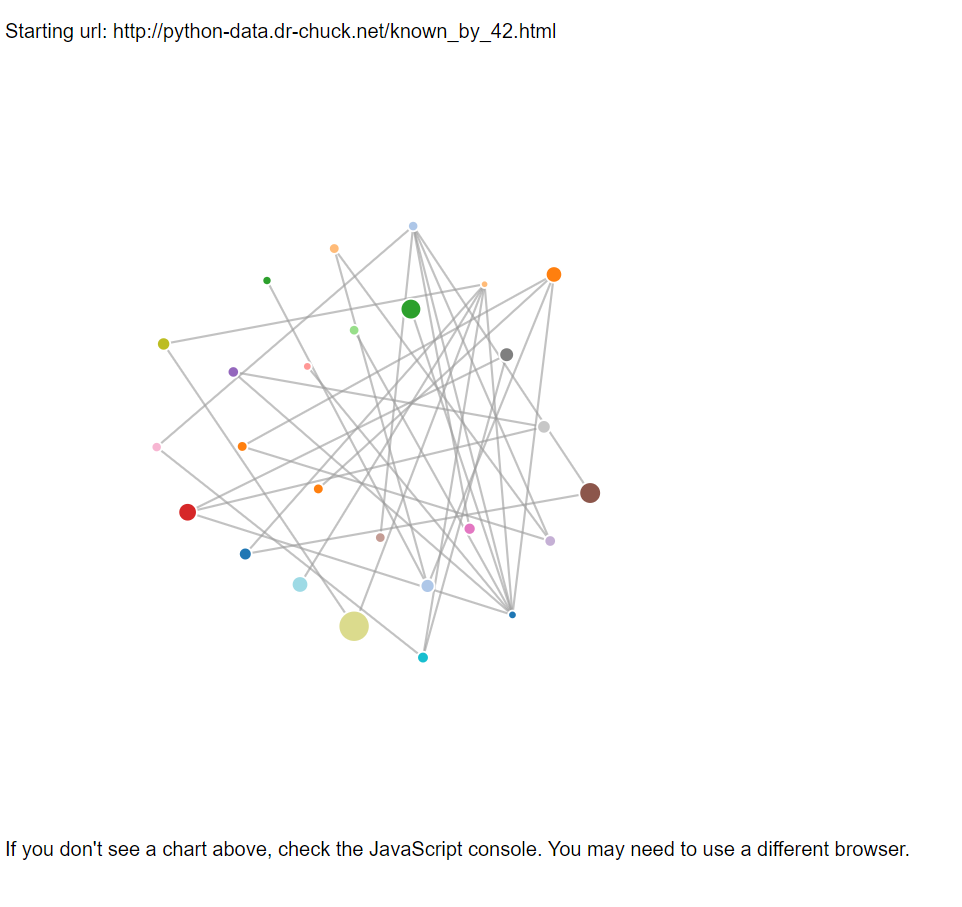 Starting url: http://python-data.dr-chuck.net/known_by_42.html
If you don't see a chart above, check the JavaScript console. You may need to use a different browser.